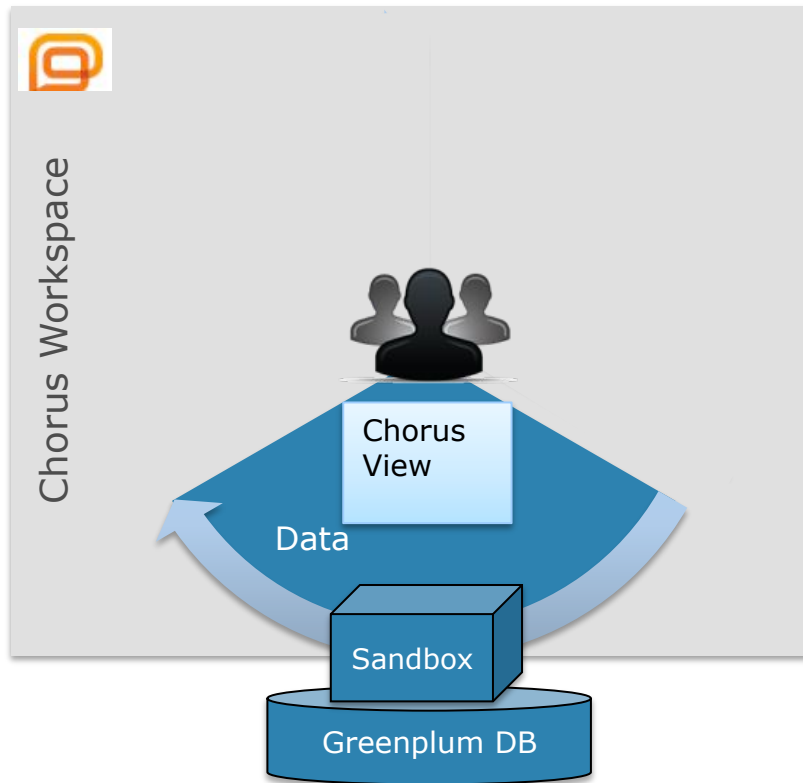 Chorus Workspace
Chorus
View
Data
Sandbox
Greenplum DB